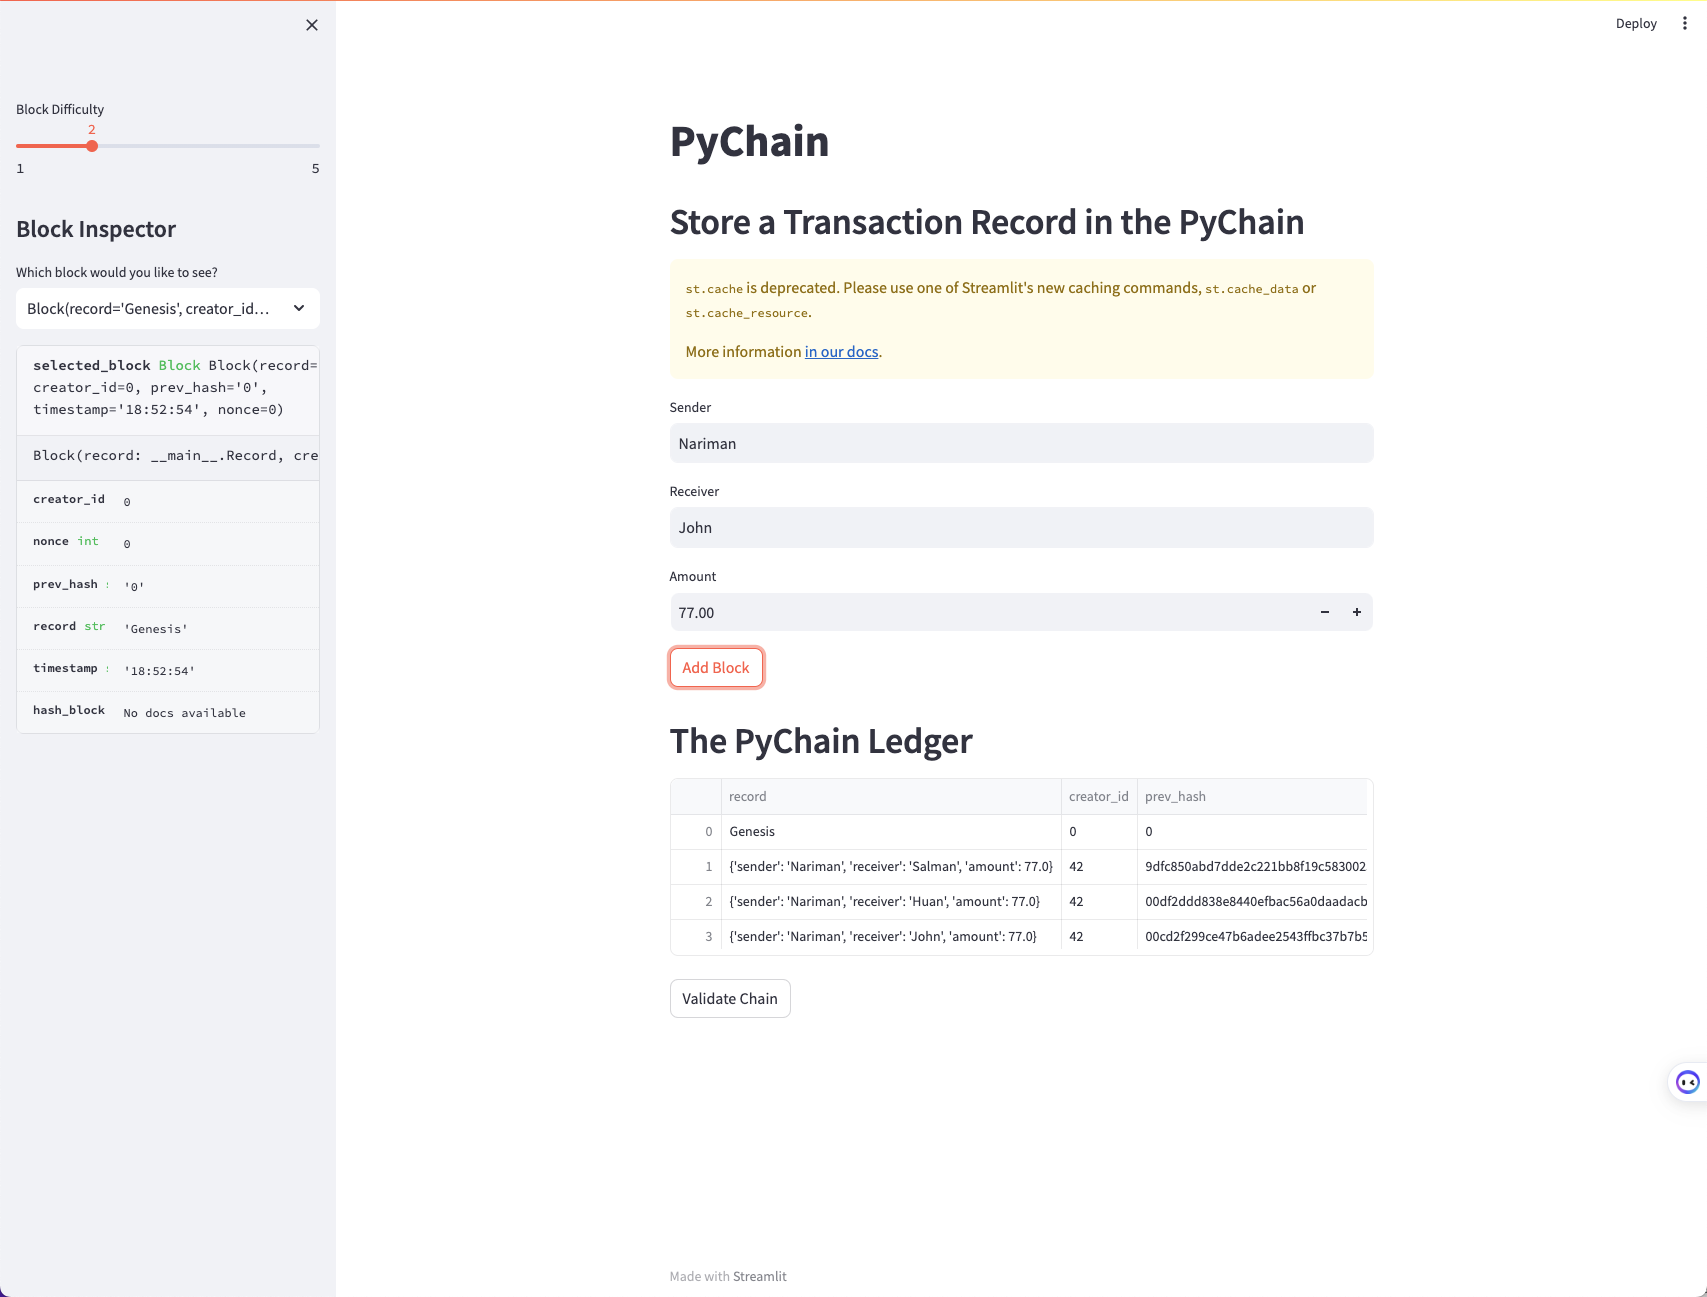 Deploy
Block Difficulty
2
1 5
Block Inspector
Which block would you like to see?
Block(record='Genesis', creator_id...
selected_block Block Block(record=
creator_id=0, prev_hash='0',
timestamp='18:52:54', nonce=0)
Block(record: __main__.Record, cre
creator_id 0
nonce int 0
prev_hash '0'
record str 'Genesis'
timestamp '18:52:54'
hash_block No docs available
PyChain
Store a Transaction Record in the PyChain
st.cache is deprecated. Please use one of Streamlit's new caching commands, st.cache_data or
st.cache_resource.
More information in our docs.
Sender
Nariman
Receiver
John
Amount
77.00 − +
Add Block
The PyChain Ledger
record creator_id prev_hash
0 Genesis 0 0
1 {'sender': 'Nariman', 'receiver': 'Salman', 'amount': 77.0} 42 9dfc850abd7dde2c221bb8f19c583002
2 {'sender': 'Nariman', 'receiver': 'Huan', 'amount': 77.0} 42 00df2ddd838e8440efbac56a0daadacb
3 {'sender': 'Nariman', 'receiver': 'John', 'amount': 77.0} 42 00cd2f299ce47b6adee2543ffbc37b7b5
Validate Chain
Made with Streamlit